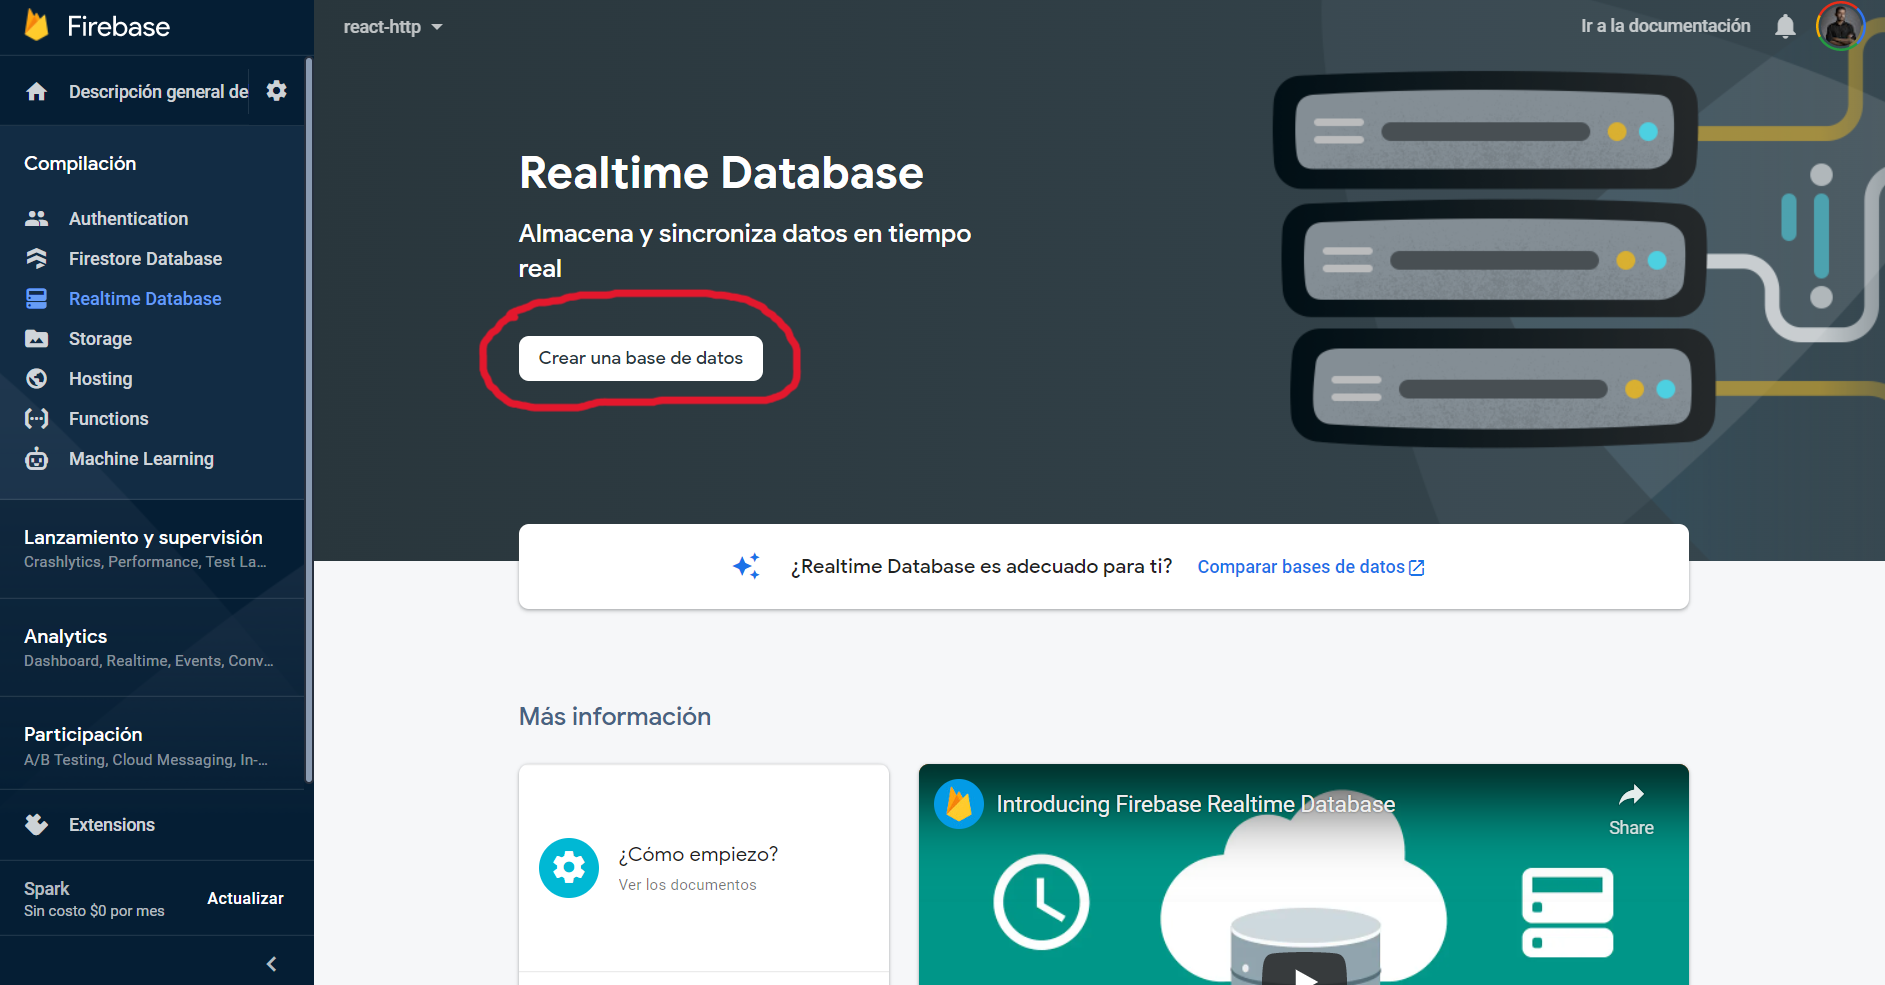 Firebase
react-http
Ir a la documentación
Descripción general de
Compilación
Authentication
Firestore Database
Realtime Database
Storage
Hosting
Functions
Machine Learning
Lanzamiento y supervisión
Crashlytics, Performance, Test La...
Analytics
Dashboard, Realtime, Events, Conv...
Participación
A/B Testing, Cloud Messaging, In-...
Extensions
Spark
Sin costo $0 por mes
Actualizar
Realtime Database
Almacena y sincroniza datos en tiempo
real
Crear una base de datos
¿Realtime Database es adecuado para ti? Comparar bases de datos
Más información
¿Cómo empiezo?
Ver los documentos
Introducing Firebase Realtime Database
Share